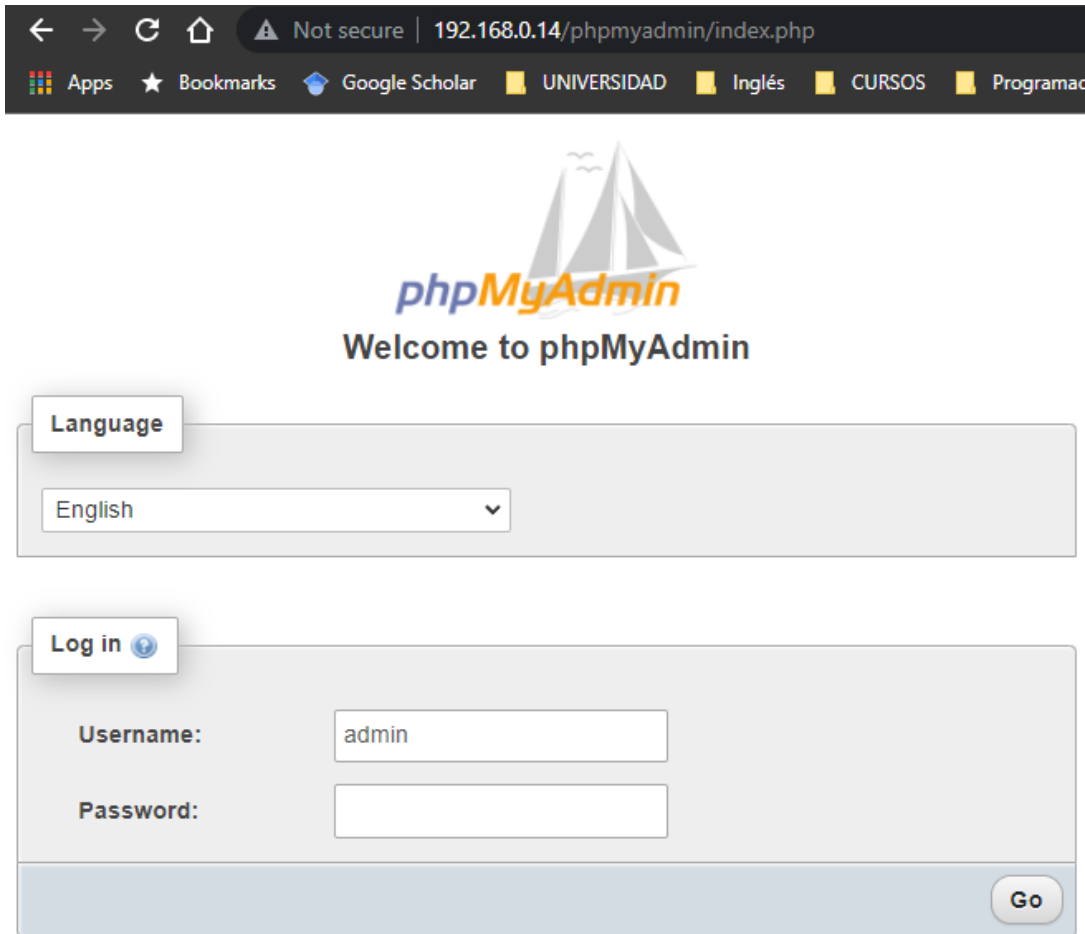 Not secure | 192.168.0.14/phpmyadmin/index.php
Apps Bookmarks Google Scholar UNIVERSIDAD Inglés CURSOS
phpMyAdmin
Welcome to phpMyAdmin
Language
English
Log in
Username: admin
Password:
Go